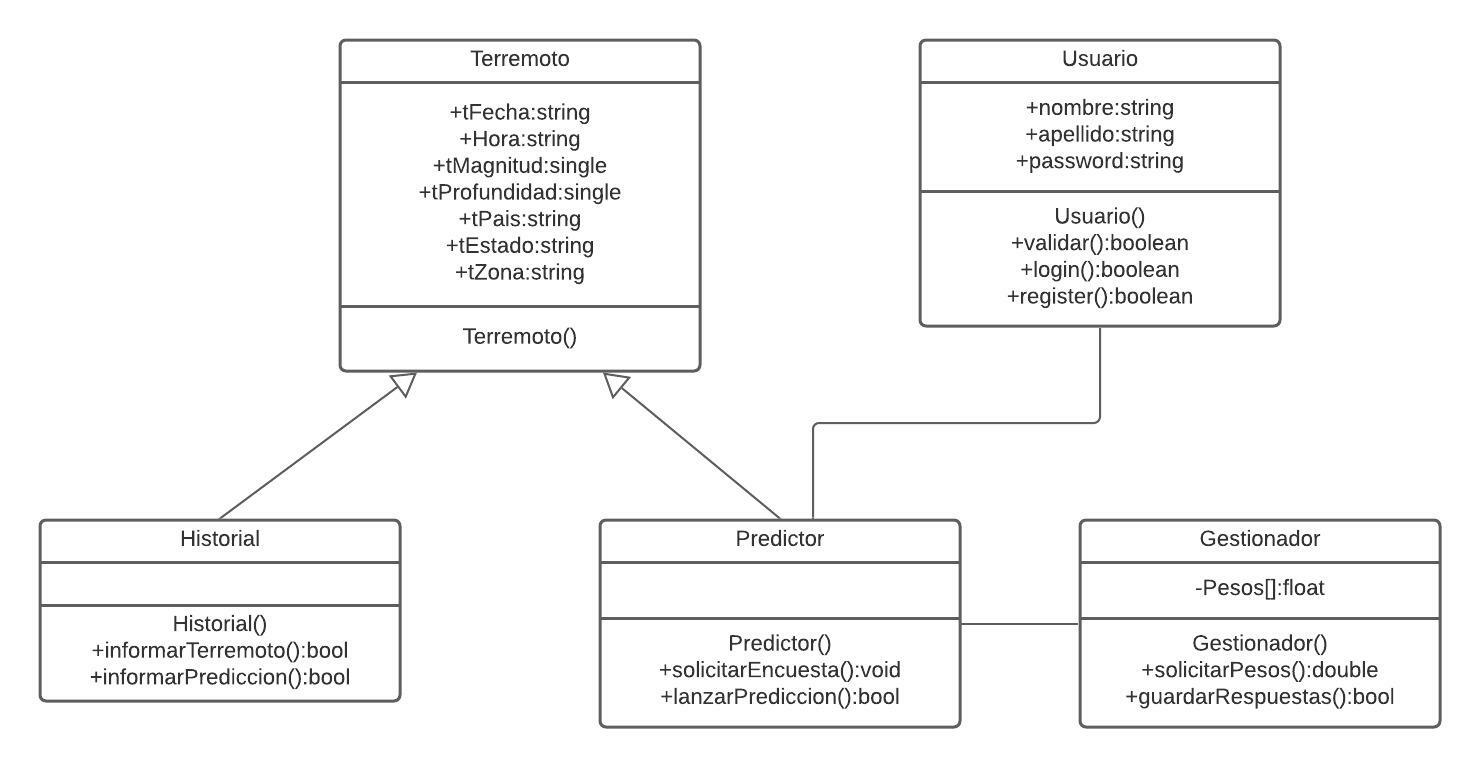 Terremoto
+tFecha:string
+Hora:string
+tMagnitud:single
+tProfundidad:single
+tPais:string
+tEstado:string
+tZona:string
Terremoto()
Usuario
+nombre:string
+apellido:string
+password:string
Usuario()
+validar():boolean
+login():boolean
+register():boolean
Historial
Historial()
+informarTerremoto():bool
+informarPrediccion():bool
Predictor
Predictor()
+solicitarEncuesta():void
+lanzarPrediccion():bool
Gestionador
-Pesos[]:float
Gestionador()
+solicitarPesos():double
+guardarRespuestas():bool